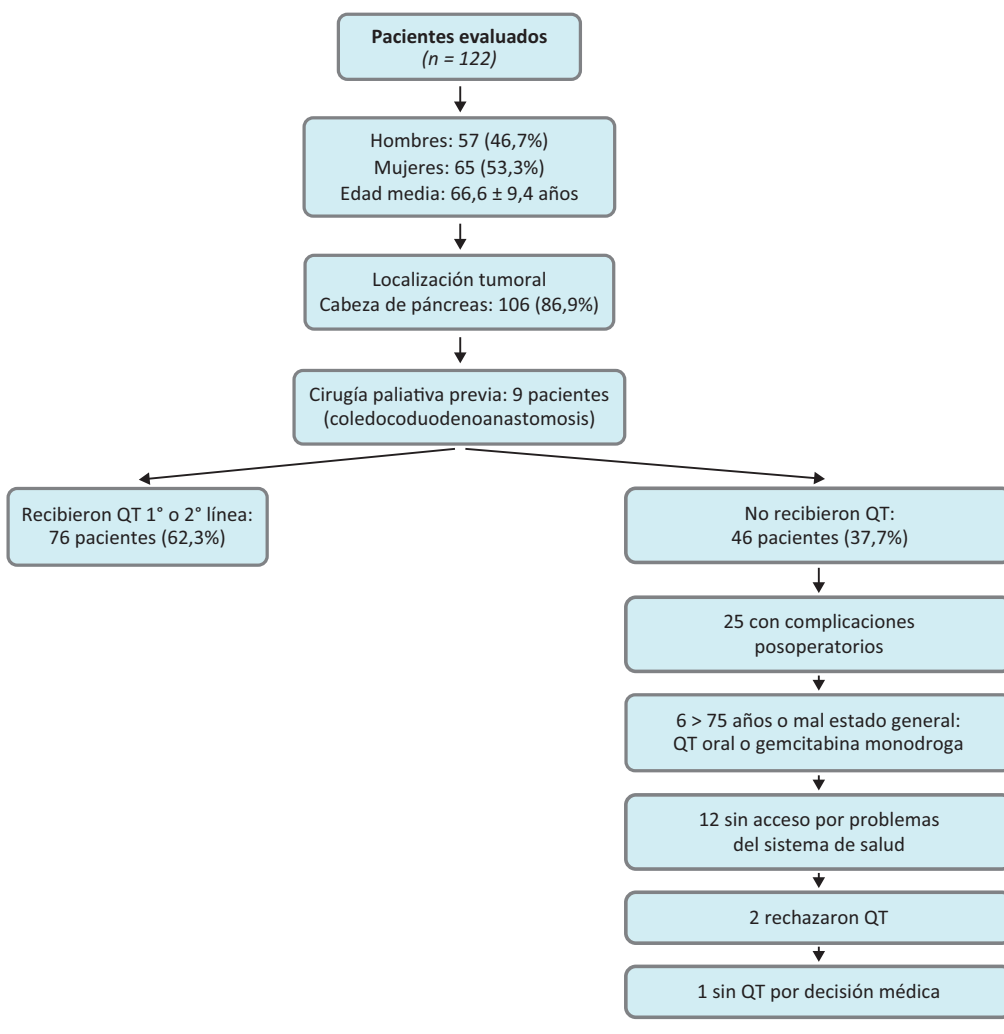 Pacientes evaluados
(n = 122)
Hombres: 57 (46,7%)
Mujeres: 65 (53,3%)
Edad media: 66,6 ± 9,4 años
Localización tumoral
Cabeza de páncreas: 106 (86,9%)
Cirugía paliativa previa: 9 pacientes
(coledocoduodenoanastomosis)
Recibieron QT 1° o 2° línea:
76 pacientes (62,3%)
No recibieron QT:
46 pacientes (37,7%)
25 con complicaciones
posoperatorios
6 > 75 años o mal estado general:
QT oral o gemcitabina monodroga
12 sin acceso por problemas
del sistema de salud
2 rechazaron QT
1 sin QT por decisión médica